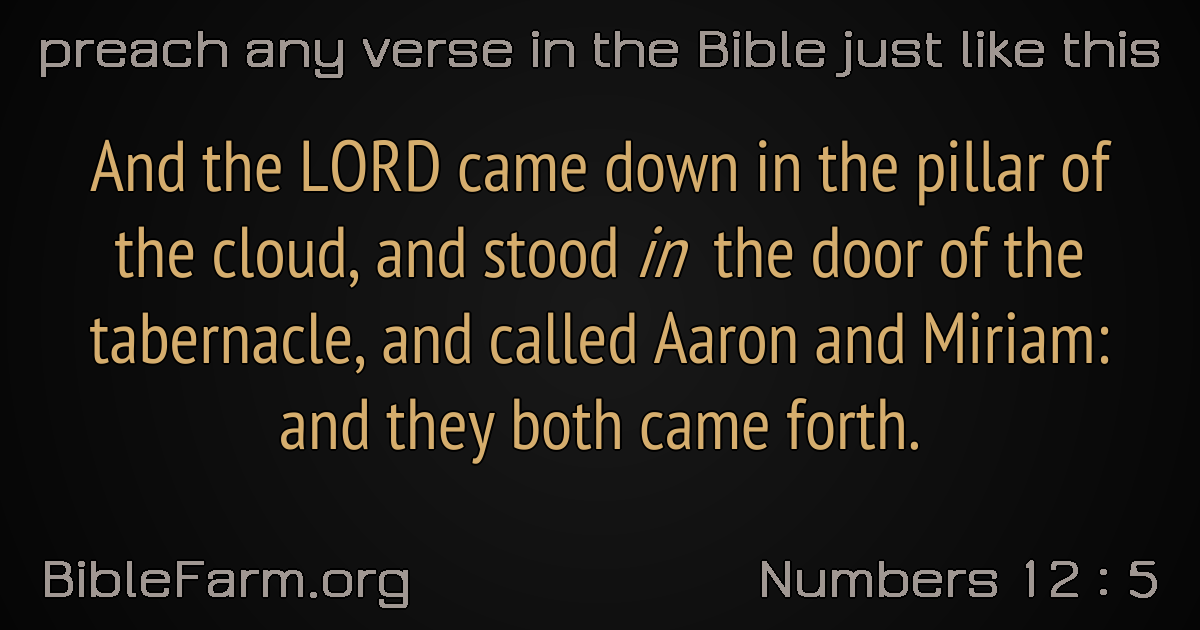 preach any verse in the Bible just like this
And the LORD came down in the pillar of
the cloud, and stood in the door of the
tabernacle, and called Aaron and Miriam:
and they both came forth.
BibleFarm.org
Numbers 12 : 5